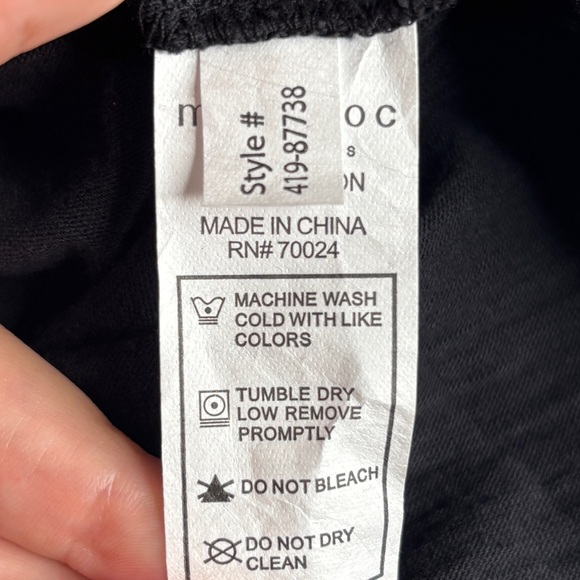 Style #
419-87738
m
o c
s
ON
MADE IN CHINA
RN# 70024
MACHINE WASH
COLD WITH LIKE
COLORS
TUMBLE DRY
LOW REMOVE
PROMPTLY
DO NOT BLEACH
DO NOT DRY
CLEAN